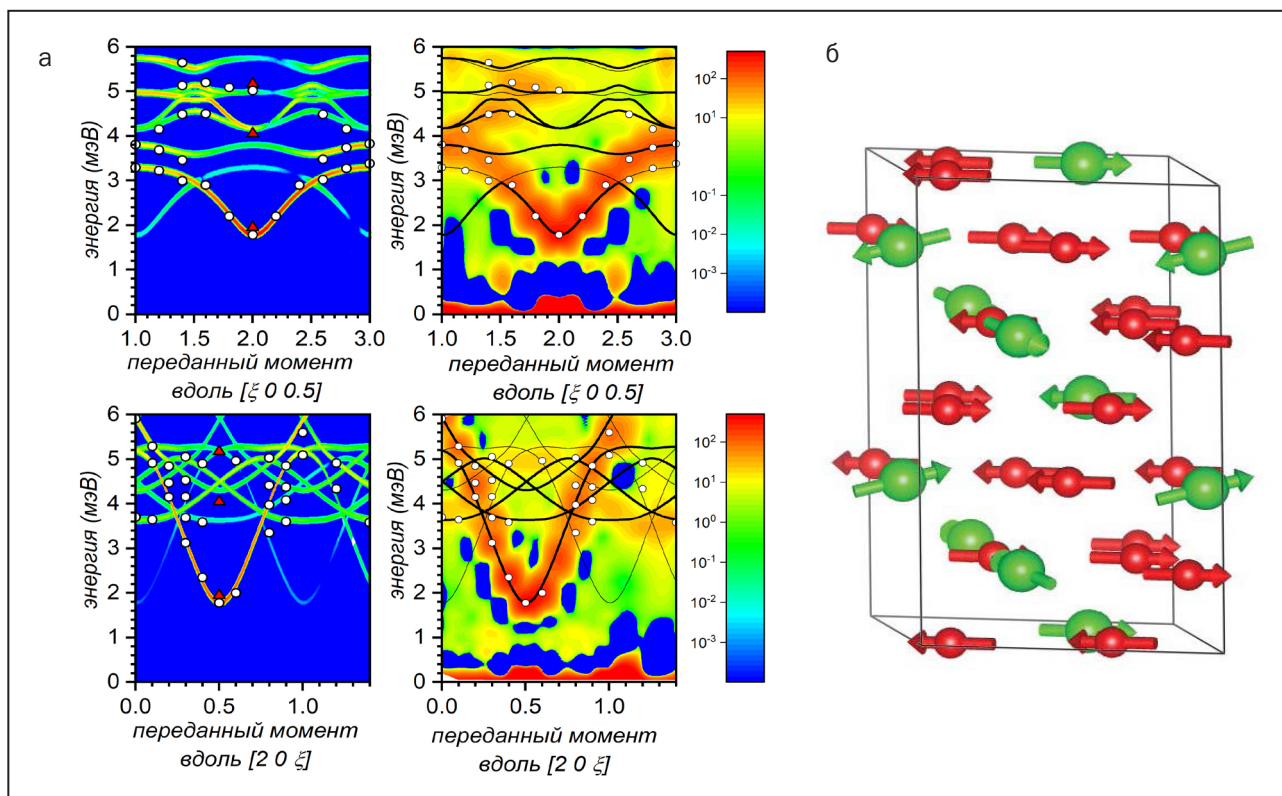 а
б
6
5
4
3
2
1
0
энергия (мэВ)
1.0 1.5 2.0 2.5 3.0
переданный момент
вдоль [ξ 0 0.5]
6
5
4
3
2
1
0
энергия (мэВ)
1.0 1.5 2.0 2.5 3.0
переданный момент
вдоль [ξ 0 0.5]
10²
10¹
10⁻¹
10⁻²
10⁻³
6
5
4
3
2
1
0
энергия (мэВ)
0.0 0.5 1.0
переданный момент
вдоль [2 0 ξ]
6
5
4
3
2
1
0
энергия (мэВ)
0.0 0.5 1.0
переданный момент
вдоль [2 0 ξ]
10²
10¹
10⁰
10⁻¹
10⁻²
10⁻³